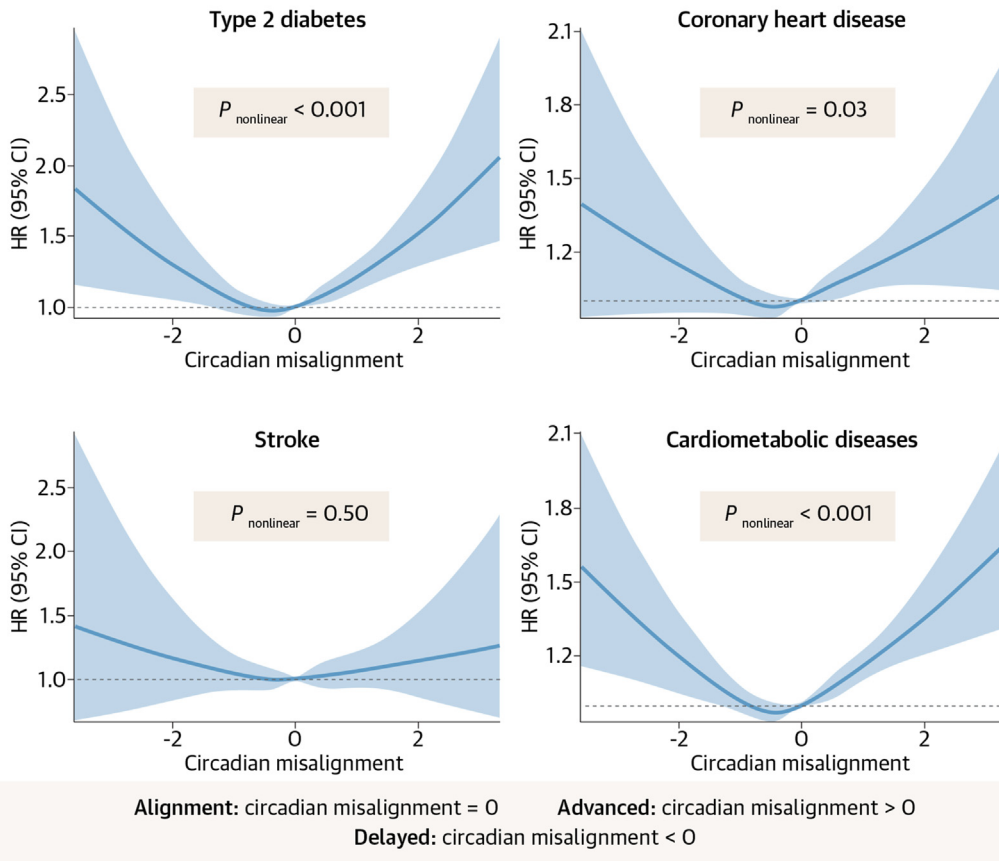 Type 2 diabetes
P nonlinear < 0.001
HR (95% CI)
2.5
2.0
1.5
1.0
-2 0 2
Circadian misalignment
Coronary heart disease
P nonlinear = 0.03
HR (95% CI)
2.1
1.8
1.5
1.2
-2 0 2
Circadian misalignment
Stroke
P nonlinear = 0.50
HR (95% CI)
2.5
2.0
1.5
1.0
-2 0 2
Circadian misalignment
Cardiometabolic diseases
P nonlinear < 0.001
HR (95% CI)
2.1
1.8
1.5
1.2
-2 0 2
Circadian misalignment
Alignment: circadian misalignment = 0 Advanced: circadian misalignment > 0
Delayed: circadian misalignment < 0